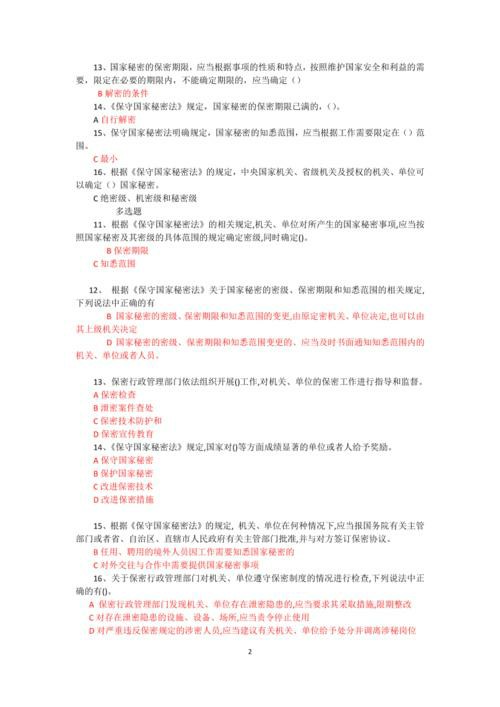 13、国家秘密的保密期限，应当根据事项的性质和特点，按照维护国家安全和利益的需
要，限定在必要的期限内，不能确定期限的，应当确定（）
B 解密的条件
14、《保守国家秘密法》规定，国家秘密的保密期限已满的，（）。
A 自行解密
15、保守国家秘密法明确规定，国家秘密的知悉范围，应当根据工作需要限定在（）范
围。
C 最小
16、根据《保守国家秘密法》的规定，中央国家机关、省级机关及授权的机关、单位可
以确定（）国家秘密。
C 绝密级、机密级和秘密级
多选题
11、《保守国家秘密法》的相关规定,机关、单位对所产生的国家秘密事项,应当按
照国家秘密及其密级的具体范围的规定确定密级,同时确定()。
B 保密期限
C 知悉范围
12、 根据《保守国家秘密法》关于国家秘密的密级、保密期限和知悉范围的相关规定,
下列说法中正确的有
B 国家秘密的密级、保密期限和知悉范围的变更,由原定密机关、单位决定,也可以由
其上级机关决定
D 国家秘密的密级、保密期限和知悉范围变更的、应当及时书面通知知悉范围内的
机关、单位或者人员。
13、保密行政管理部门依法组织开展()工作,对机关、单位的保密工作进行指导和监督。
A 保密检查
B 泄密案件查处
C 保密技术防护和
D 保密宣传教育
14、《保守国家秘密法》规定,国家对()等方面成绩显著的单位或者人给予奖励。
A 保守国家秘密
B 保护国家秘密
C 改进保密技术
D 改进保密措施
15、根据《保守国家秘密法》的规定, 机关、单位在何种情况下,应当报国务院有关主管
部门或者省、自治区、直辖市人民政府有关主管部门批准,并与对方签订保密协议、
B 任用、聘用的境外人员因工作需要知悉国家秘密的
C 对外交往与合作中需要提供国家秘密事项
16、关于保密行政管理部门对机关、单位遵守保密制度的情况进行检查,下列说法中正
确的有()。
A 保密行政管理部门发现机关、单位存在泄密隐患的,应当要求其采取措施,限期整改
C 对存在泄密隐患的设施、设备、场所,应当责令停止使用
D 对严重违反保密规定的涉密人员,应当建议有关机关、单位给予处分并调离涉秘岗位
2